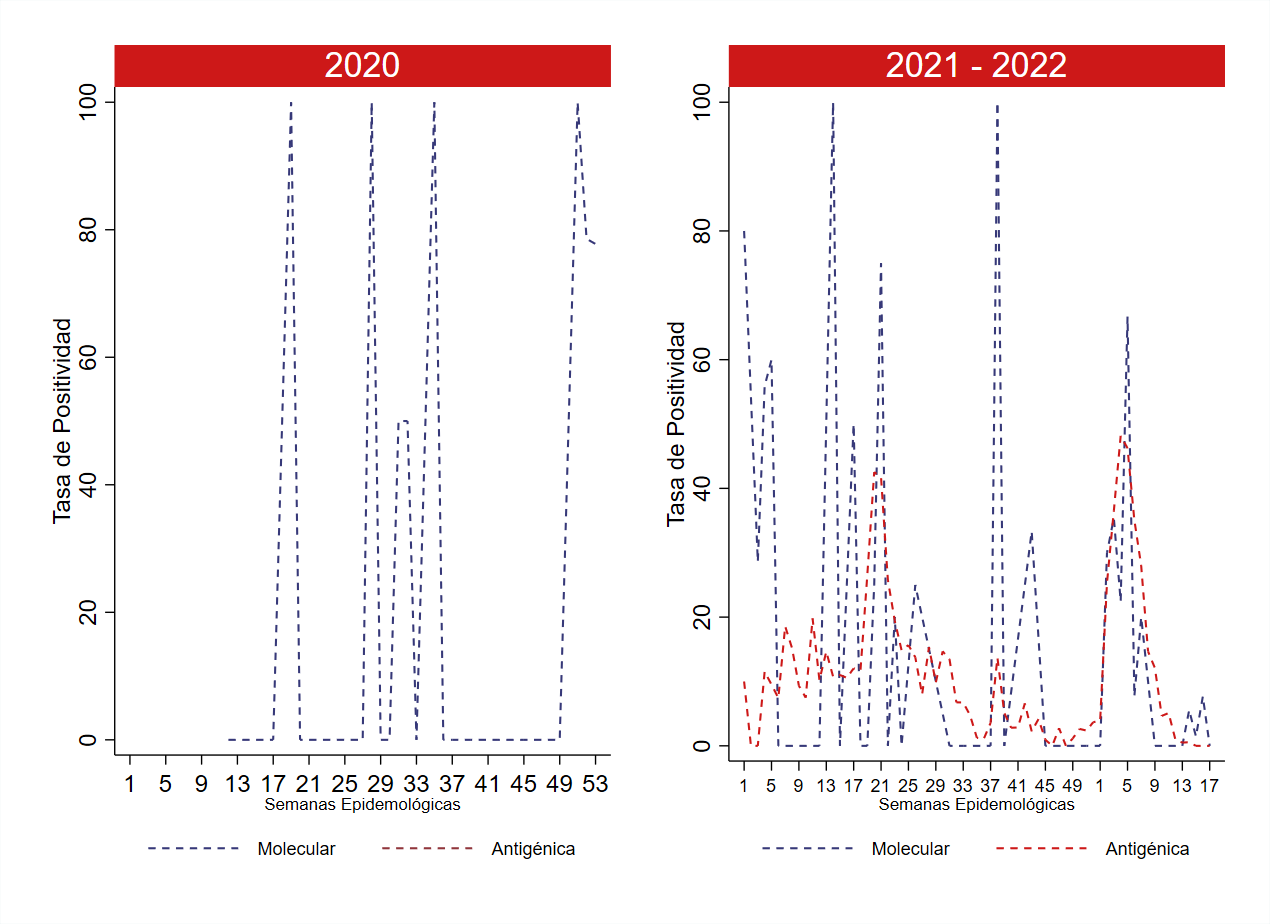 2020
Tasa de Positividad
100
80
60
40
20
0
1 5 9 13 17 21 25 29 33 37 41 45 49 53
Semanas Epidemológicas
Molecular Antigénica
2021 - 2022
Tasa de Positividad
100
80
60
40
20
0
1 5 9 13 17 21 25 29 33 37 41 45 49 1 5 9 13 17
Semanas Epidemológicas
Molecular Antigénica